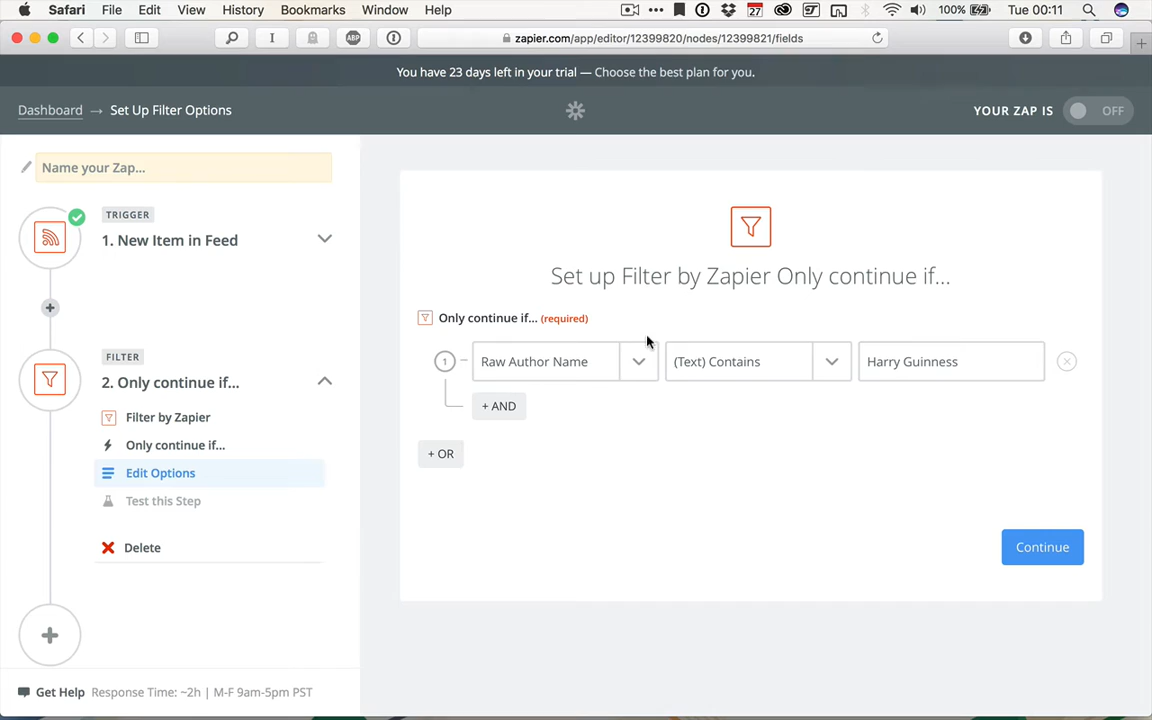 Safari File Edit View History Bookmarks Window Help 27 100% Tue 00:11
ABP zapier.com/app/editor/12399820/nodes/12399821/fields
You have 23 days left in your trial — Choose the best plan for you.
Dashboard → Set Up Filter Options YOUR ZAP IS OFF
Name your Zap...
TRIGGER
1. New Item in Feed
FILTER
2. Only continue if...
Filter by Zapier
Only continue if...
Edit Options
Test this Step
Delete
Get Help Response Time: ~2h | M-F 9am-5pm PST
Set up Filter by Zapier Only continue if...
Only continue if... (required)
1 Raw Author Name (Text) Contains Harry Guinness
+ AND
+ OR
Continue